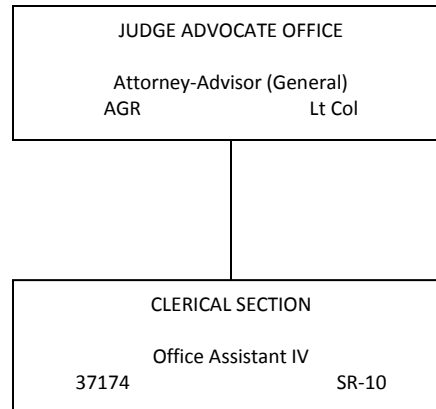 JUDGE ADVOCATE OFFICE
Attorney-Advisor (General)
AGR Lt Col
CLERICAL SECTION
Office Assistant IV
37174 SR-10